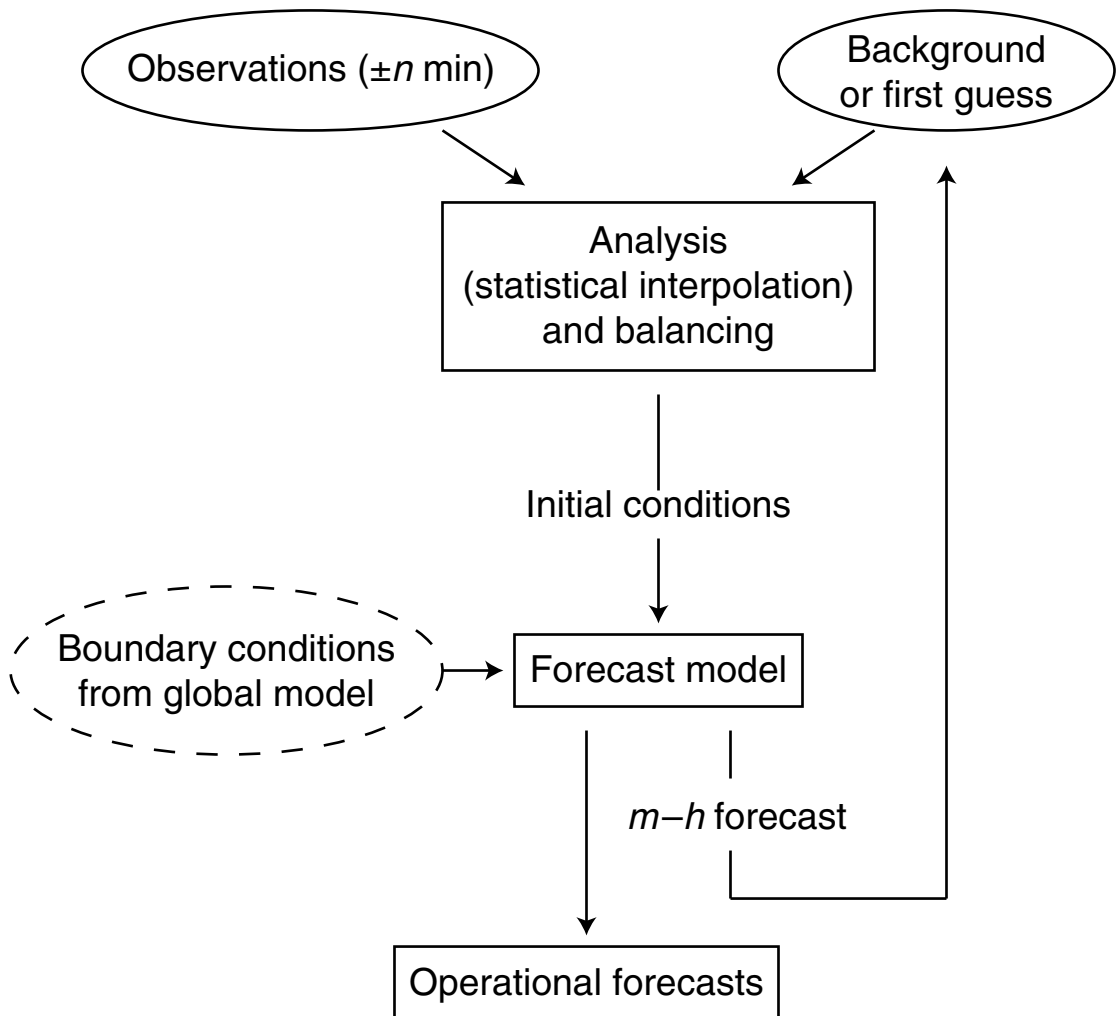 Observations (±n min)
Background
or first guess
Analysis
(statistical interpolation)
and balancing
Initial conditions
Boundary conditions
from global model
Forecast model
m–h forecast
Operational forecasts